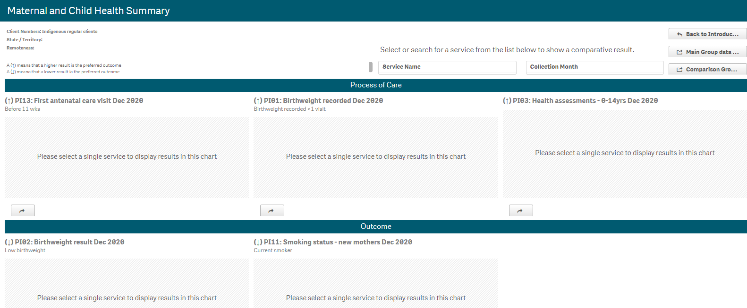 Maternal and Child Health Summary
Client Numbers: Indigenous regular clients
State / Territory:
Remoteness:
A (↑) means that a higher result is the preferred outcome
A (↓) means that a lower result is the preferred outcome
Select or search for a service from the list below to show a comparative result.
Service Name
Collection Month
Back to Introduc ...
Main Group data ...
Comparison Gro...
Process of Care
(↑) PI13: First antenatal care visit Dec 2020
Before 11 wks
Please select a single service to display results in this chart
(↑) PI01: Birthweight recorded Dec 2020
Birthweight recorded + 1 visit
Please select a single service to display results in this chart
(↑) PI03: Health assessments - 0-14yrs Dec 2020
Please select a single service to display results in this chart
Outcome
(↓) PI02: Birthweight result Dec 2020
Low birthweight
Please select a single service to display results in this chart
(↓) PI11: Smoking status - new mothers Dec 2020
Current smoker
Please select a single service to display results in this chart